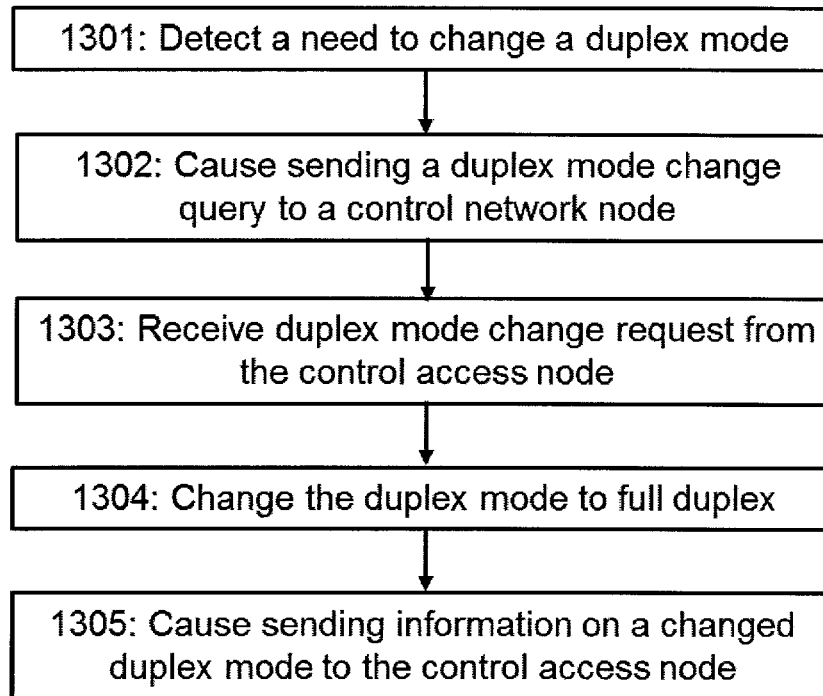 1301: Detect a need to change a duplex mode
1302: Cause sending a duplex mode change
query to a control network node
1303: Receive duplex mode change request from
the control access node
1304: Change the duplex mode to full duplex
1305: Cause sending information on a changed
duplex mode to the control access node